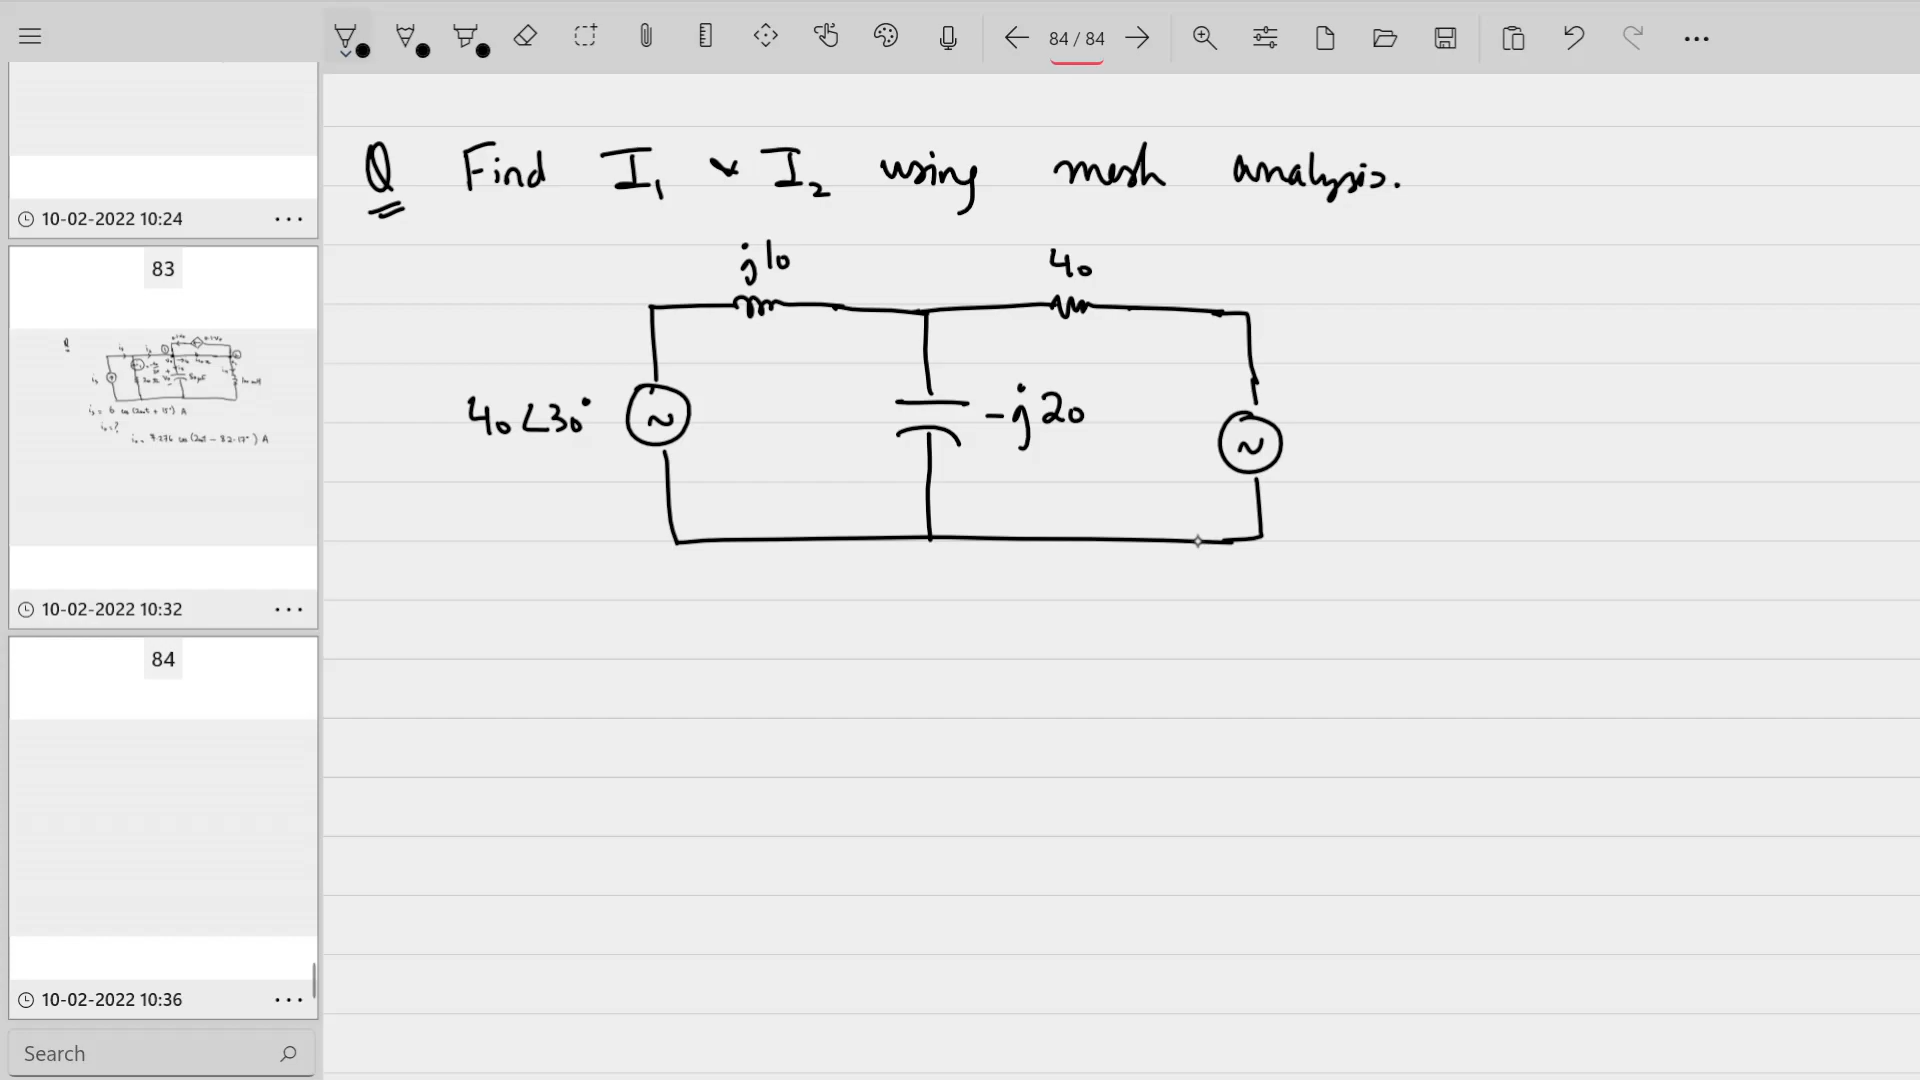 84 / 84
10-02-2022 10:24
83
10-02-2022 10:32
84
10-02-2022 10:36
Search
Q Find I₁ & I₂ using mesh analysis.
j10 40
40∠30° ~ -j20 ~